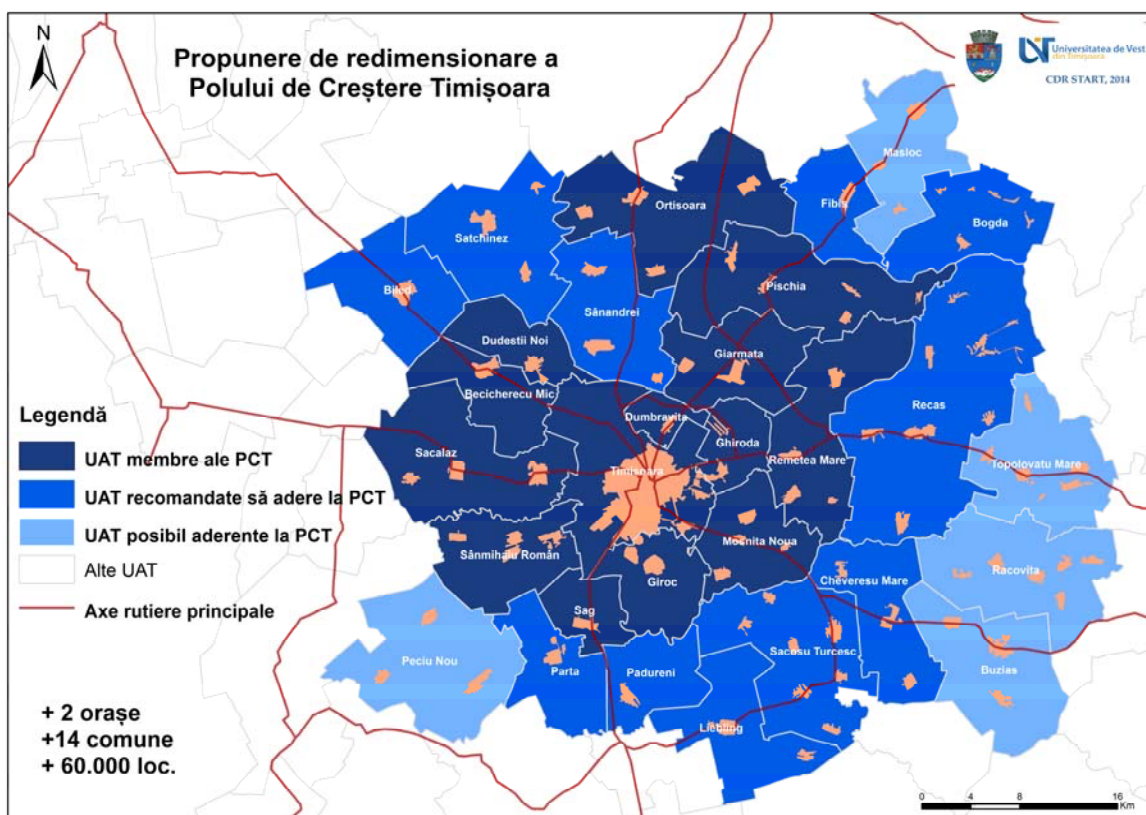 N
Propunere de redimensionare a
Polului de Creștere Timișoara
Universitatea de Vest
din Timișoara
CDR START, 2014
Masloc
Ortisoara
Fibis
Bogda
Satchinez
Biled
Pischia
Sânandrei
Dudestii Noi
Giarmata
Becicherecu Mic
Recas
Dumbravita
Ghiroda
Sacalaz
Timisoara
Remetea Mare
Topolovatu Mare
Mosnita Noua
Sânmihaiu Român
Giroc
Cheveresu Mare
Racovita
Sag
Peciu Nou
Parta
Padureni
Sacosu Turcesc
Buzias
Liebling
Legendă
UAT membre ale PCT
UAT recomandate să adere la PCT
UAT posibil aderente la PCT
Alte UAT
Axe rutiere principale
+ 2 orașe
+14 comune
+ 60.000 loc.
0 4 8 16
Km